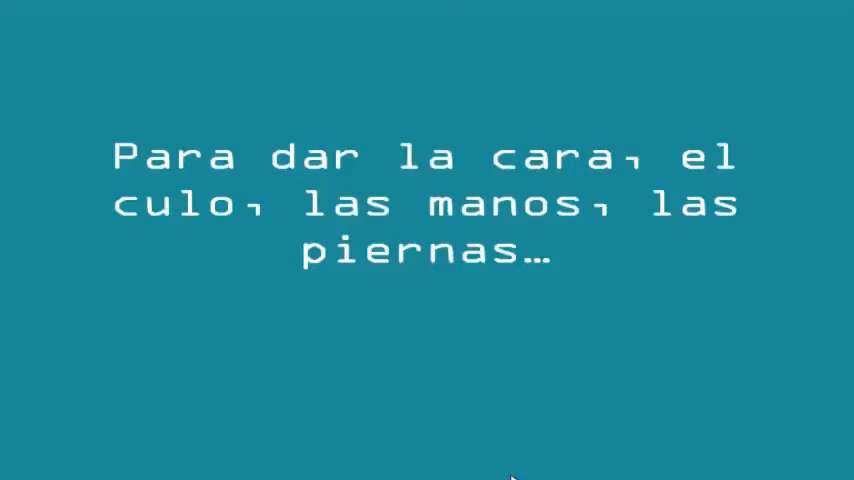 Para dar la cara, el
culo, las manos, las
piernas…